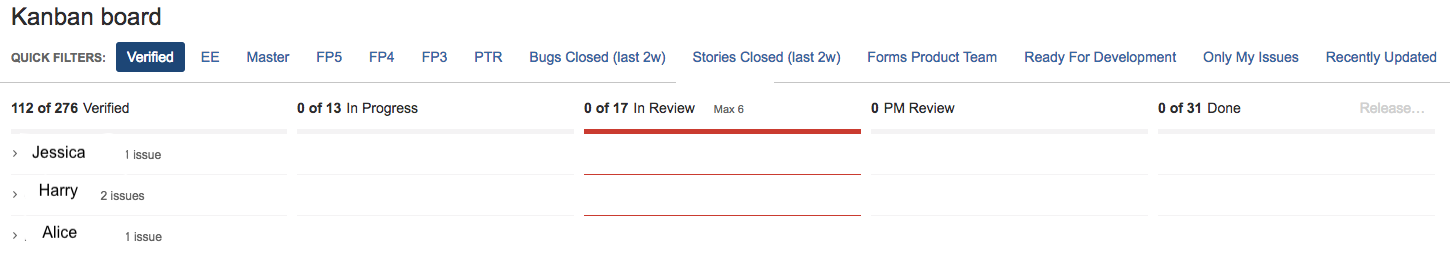 Kanban board
QUICK FILTERS: Verified EE Master FP5 FP4 FP3 PTR Bugs Closed (last 2w) Stories Closed (last 2w) Forms Product Team Ready For Development Only My Issues Recently Updated
112 of 276 Verified 0 of 13 In Progress 0 of 17 In Review Max 6 0 PM Review 0 of 31 Done Release…
Jessica 1 issue
Harry 2 issues
Alice 1 issue